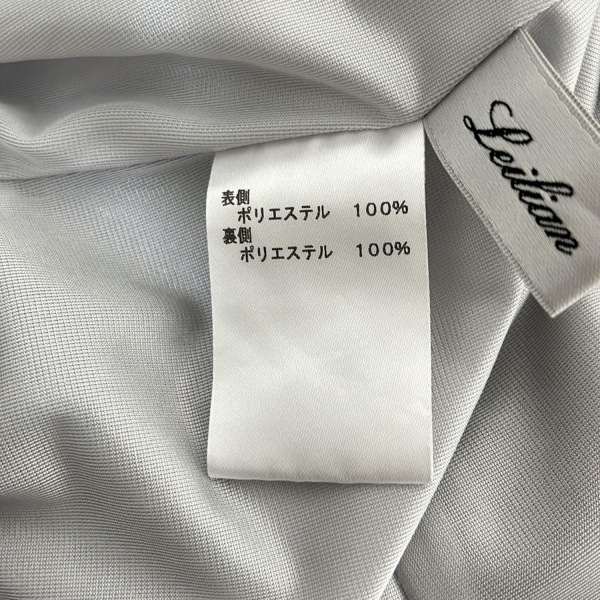 表側
ポリエステル 100%
裏側
ポリエステル 100%
Leilian